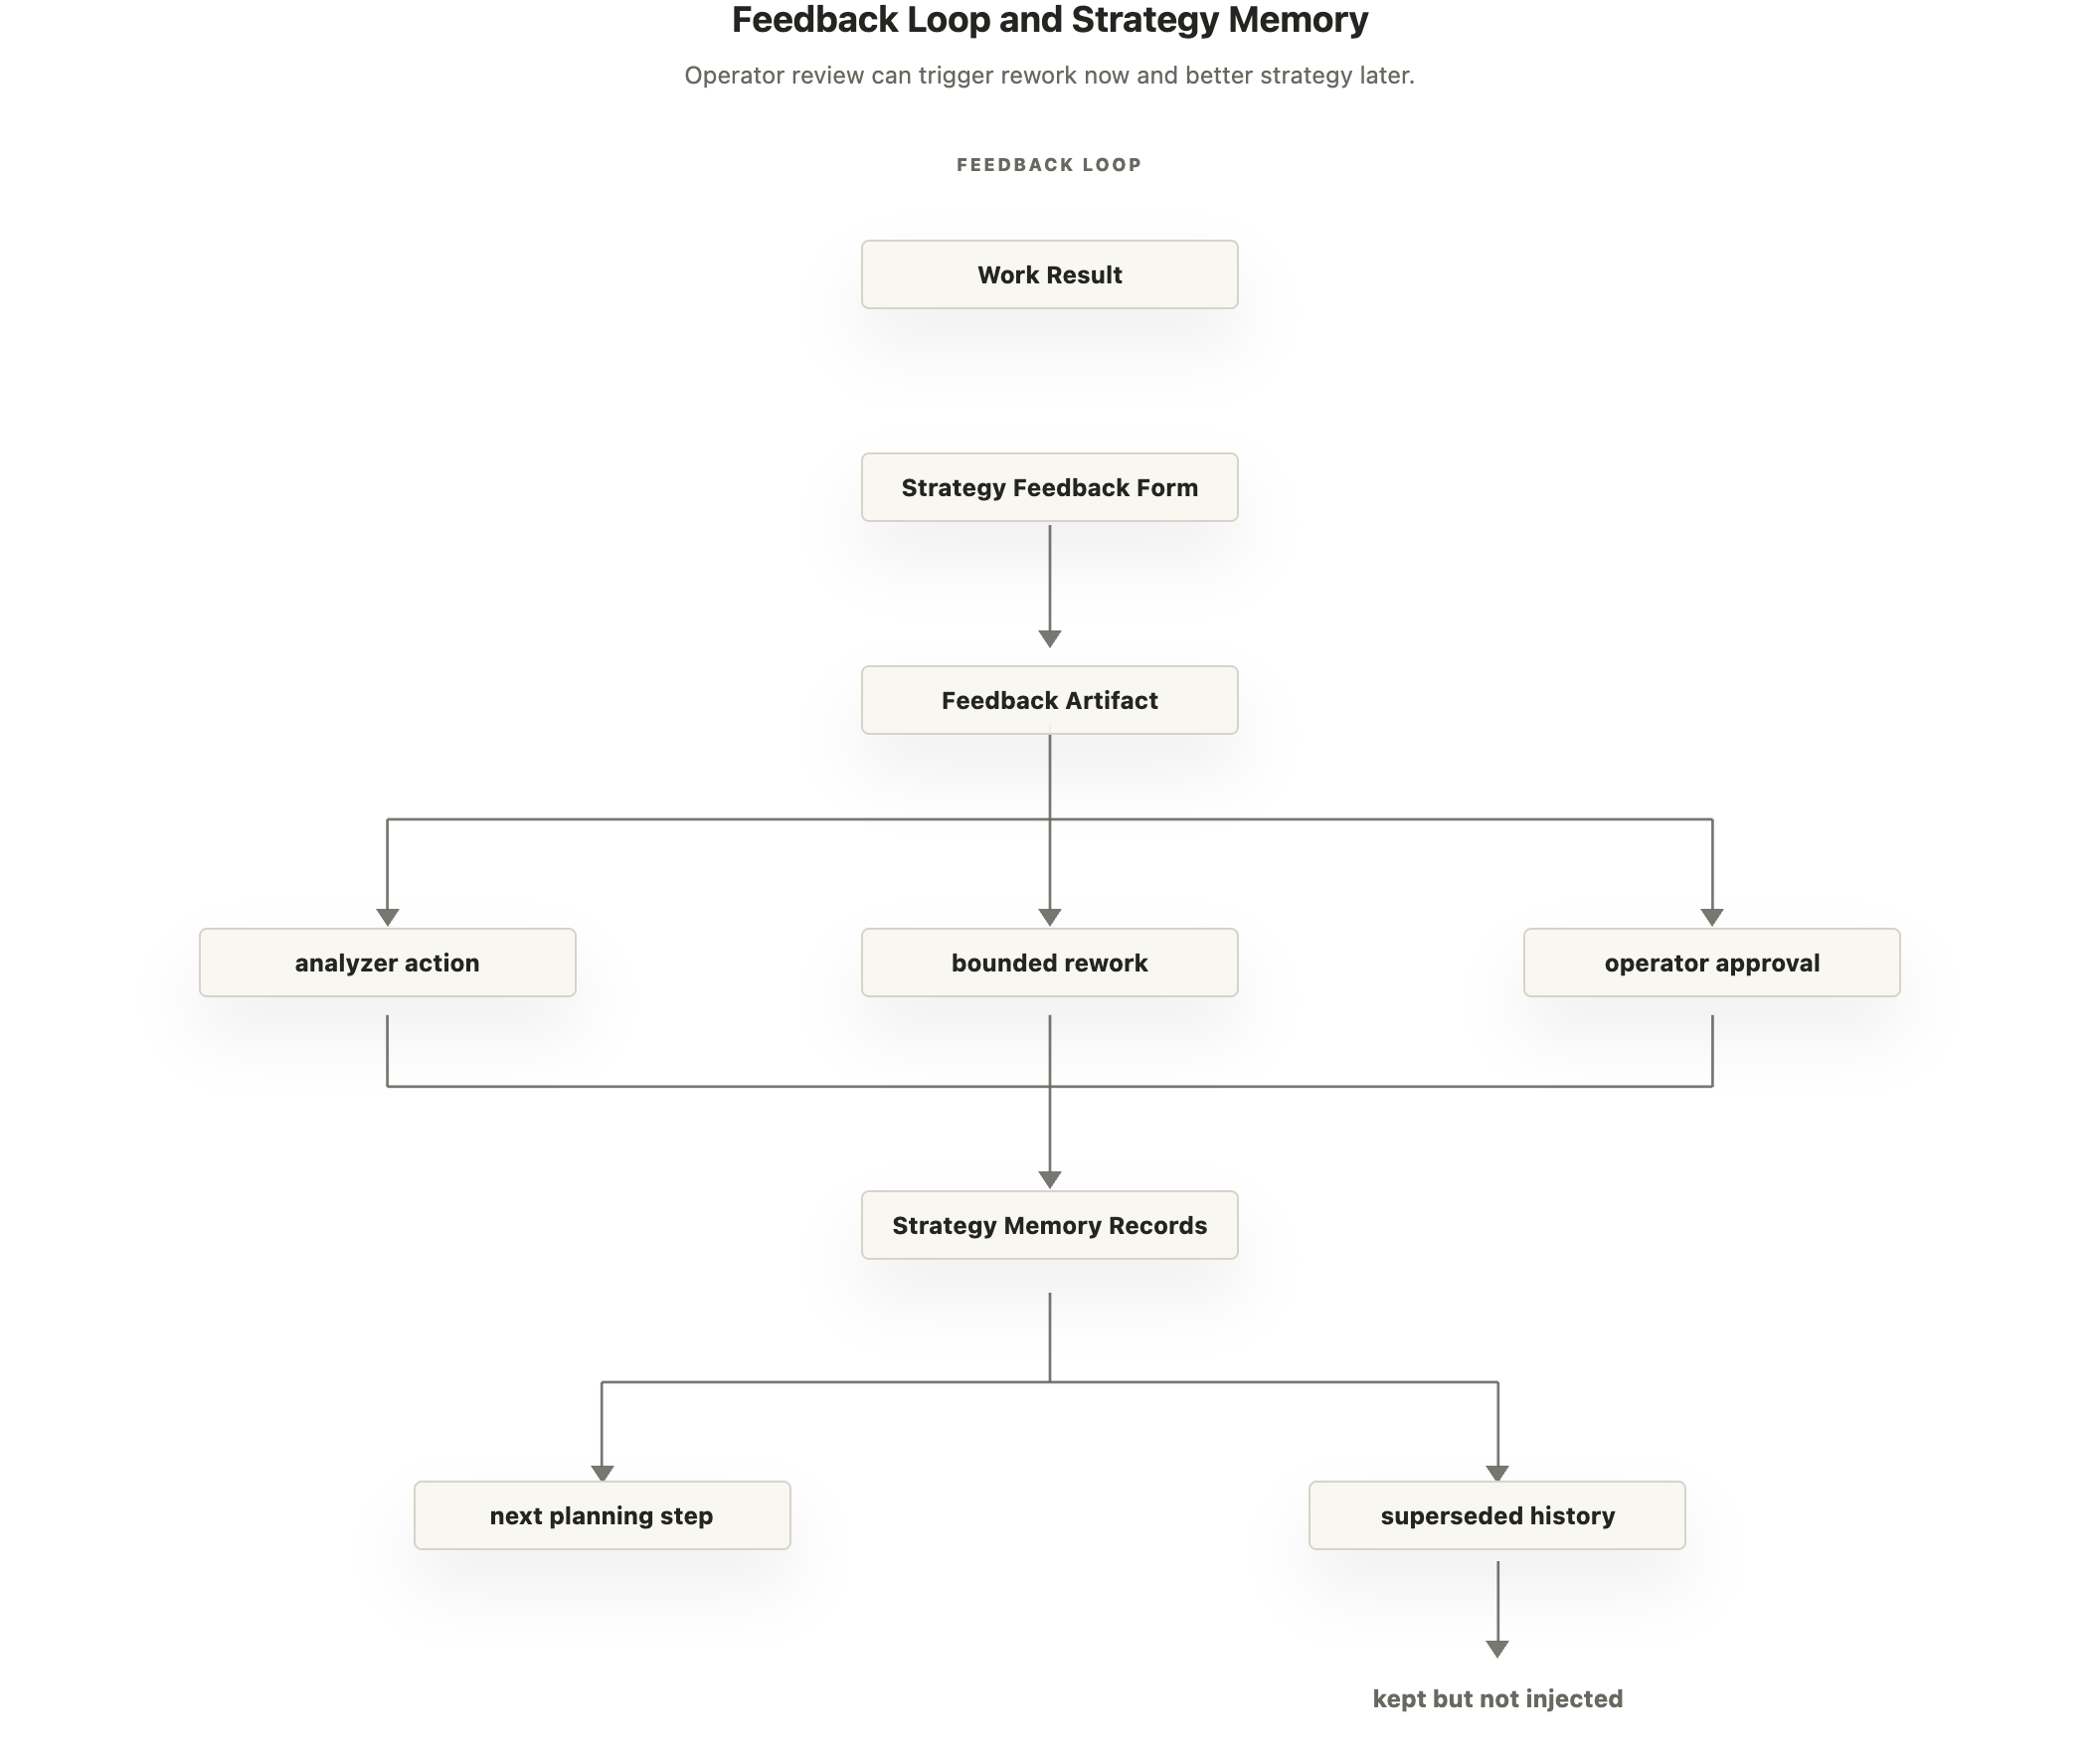 Feedback Loop and Strategy Memory
Operator review can trigger rework now and better strategy later.
FEEDBACK LOOP
Work Result
Strategy Feedback Form
Feedback Artifact
analyzer action
bounded rework
operator approval
Strategy Memory Records
next planning step
superseded history
kept but not injected